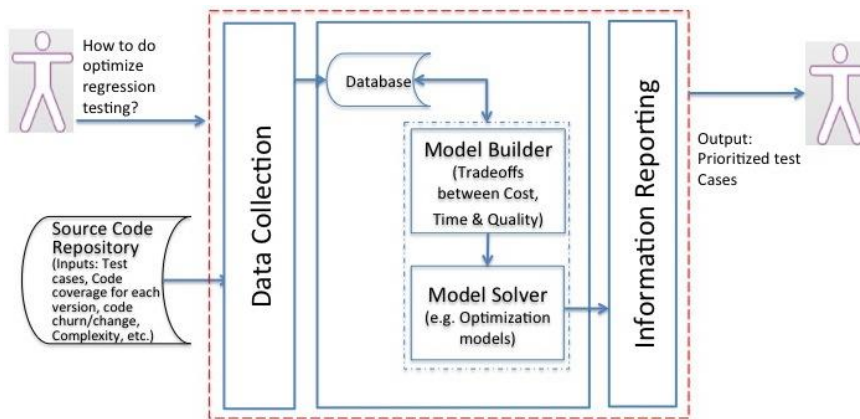 How to do
optimize
regression
testing?
Source Code
Repository
(Inputs: Test
cases, Code
coverage for each
version, code
churn/change,
Complexity, etc.)
Data Collection
Database
Model Builder
(Tradeoffs
between Cost,
Time & Quality)
Model Solver
(e.g. Optimization
models)
Information Reporting
Output:
Prioritized test
Cases